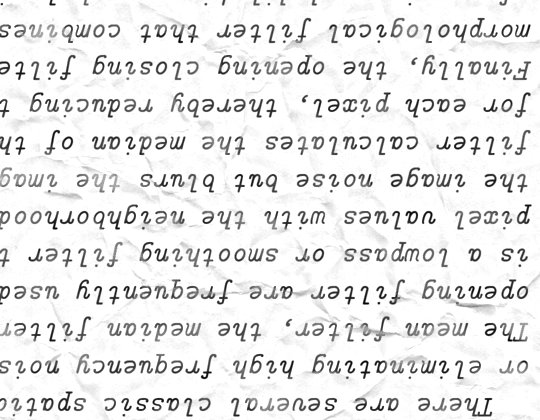 There are several classic spatia
or eliminating high frequency nois
The mean filter, the median filter
opening filter are frequently used
is a lowpass or smoothing filter t
pixel values with the neighborhood
the image noise but blurs the imag
filter calculates the median of th
for each pixel, thereby reducing t
Finally, the opening closing filte
morphological filter that combines